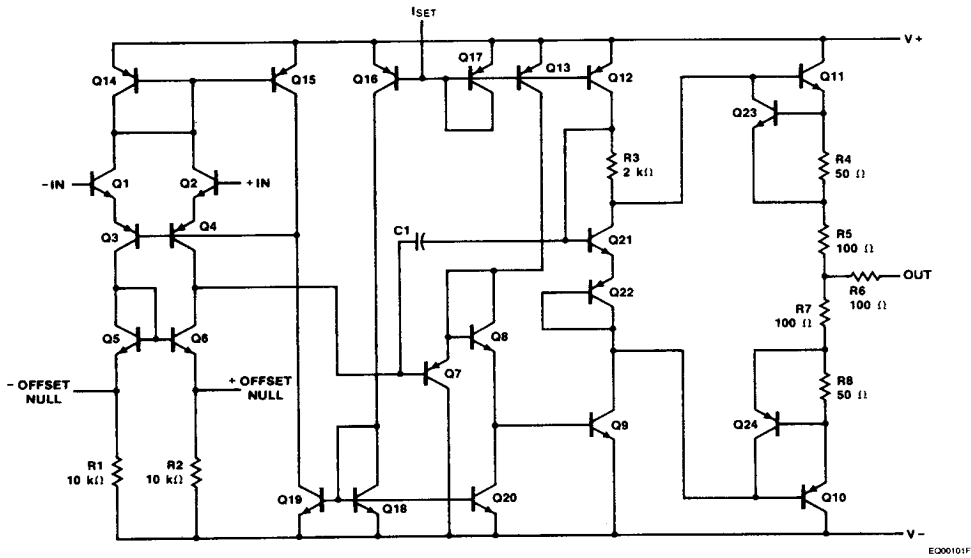 ISET
V+
Q14
Q15
Q16
Q17
Q13
Q12
Q11
Q23
R3
2 kΩ
R4
50 Ω
−IN
Q1
Q2
+IN
Q3
Q4
C1
Q21
R5
100 Ω
OUT
R6
100 Ω
Q22
R7
100 Ω
Q5
Q6
Q8
Q7
− OFFSET
NULL
+ OFFSET
NULL
R8
50 Ω
Q9
Q24
R1
10 kΩ
R2
10 kΩ
Q19
Q18
Q20
Q10
V−
EQ00101F